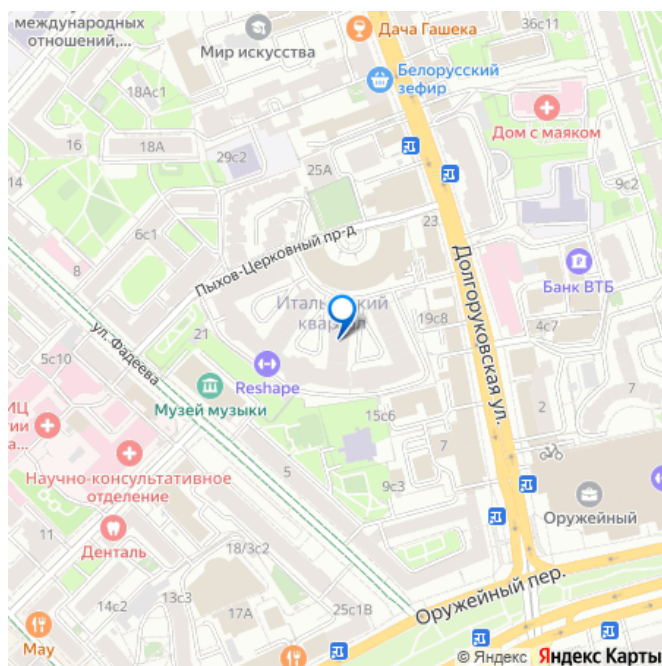 международных
отношений,...
Мир искусства
Дача Гашека
36с11
Белорусский
зефир
18Ас1
Дом с маяком
16
18А
29с2
25А
14
9с2
6с1
23
Пыхов-Церковный пр-д
8
Долгоруковская ул.
Банк ВТБ
Итальянский
квартал
19с8
4с7
ул. Фадеева
21
5с10
Reshape
7
Музей музыки
15с6
2
ИЦ
гии
а...
Научно-консультативное
отделение
5
7
9с3
Оружейный
11
Денталь
18/3с2
Оружейный пер.
13с3
14с2
17А
25с1В
Мау
© Яндекс Яндекс Карты